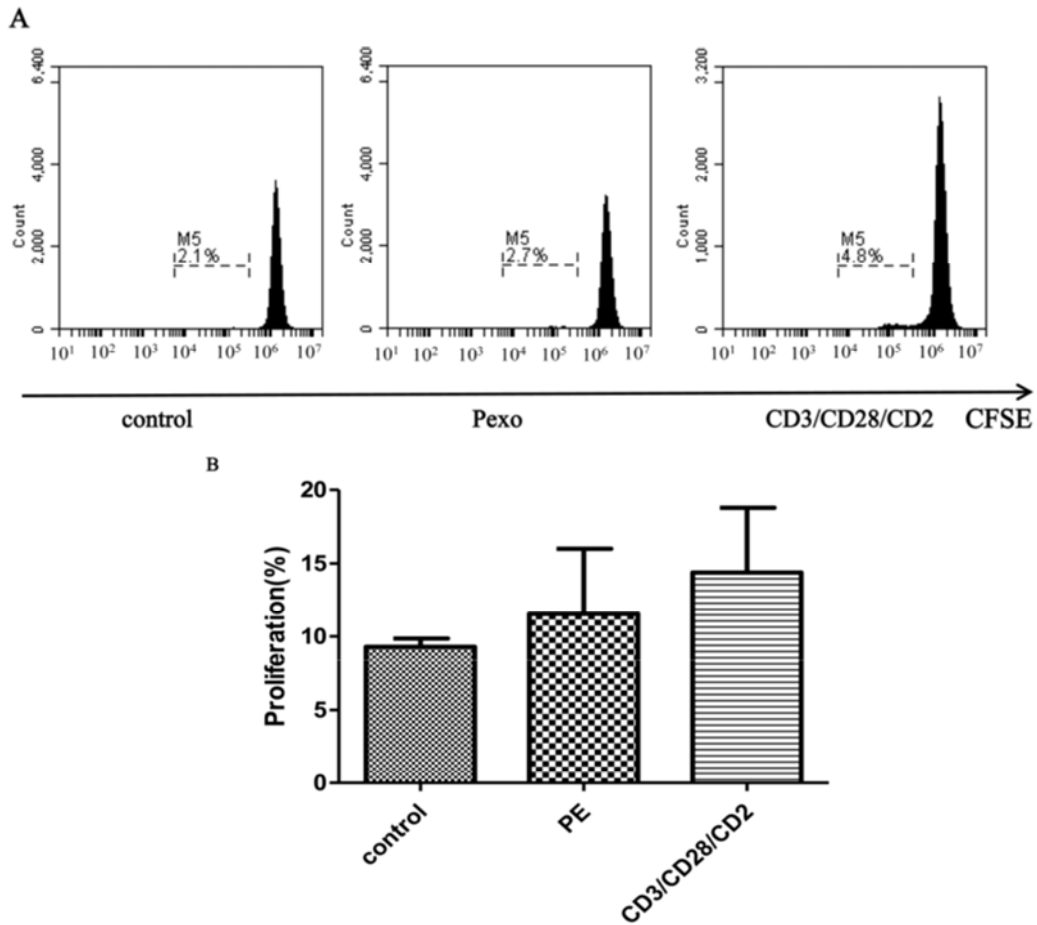 A
6,400
4,000
2,000
0
Count
M5
2.1%
10¹ 10² 10³ 10⁴ 10⁵ 10⁶ 10⁷
6,400
4,000
2,000
0
Count
M5
2.7%
10¹ 10² 10³ 10⁴ 10⁵ 10⁶ 10⁷
3,200
2,000
1,000
0
Count
M5
4.8%
10¹ 10² 10³ 10⁴ 10⁵ 10⁶ 10⁷
control Pexo CD3/CD28/CD2 CFSE
B
20
15
10
5
0
Proliferation(%)
control
PE
CD3/CD28/CD2